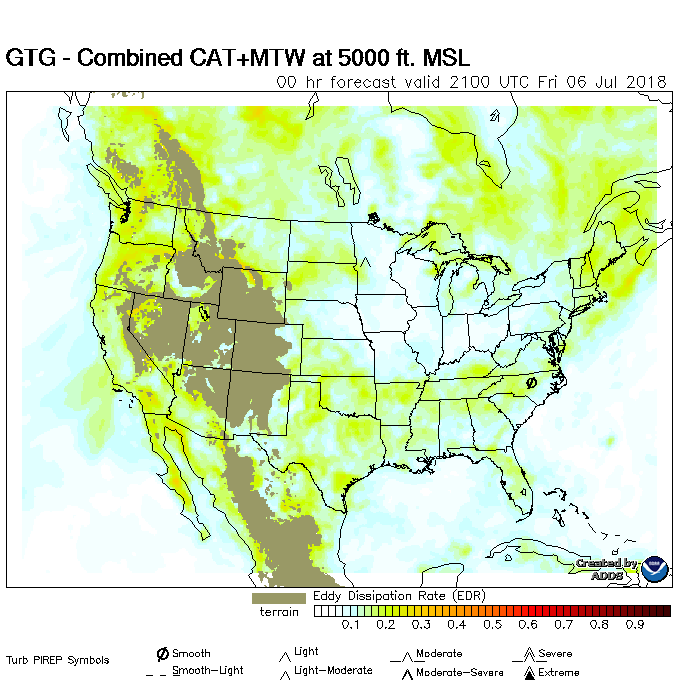 GTG - Combined CAT+MTW at 5000 ft. MSL
00 hr forecast valid 2100 UTC Fri 06 Jul 2018
Created by
ADDS
Eddy Dissipation Rate (EDR)
terrain
0.1 0.2 0.3 0.4 0.5 0.6 0.7 0.8 0.9
Turb PIREP Symbols
Smooth Light Moderate Severe
Smooth-Light Light-Moderate Moderate-Severe Extreme